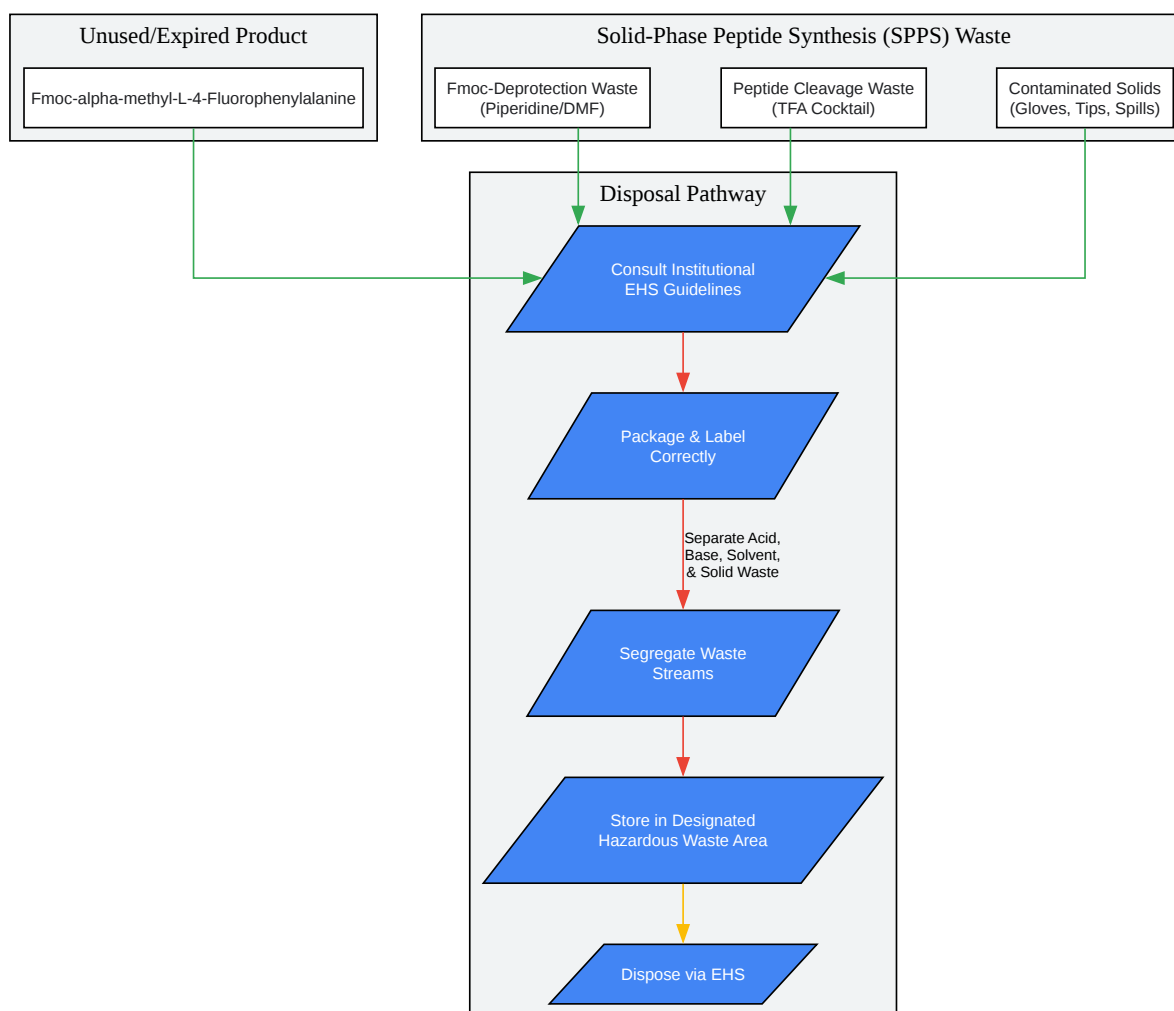 Unused/Expired Product
Solid-Phase Peptide Synthesis (SPPS) Waste
Fmoc-alpha-methyl-L-4-Fluorophenylalanine
Fmoc-Deprotection Waste
(Piperidine/DMF)
Peptide Cleavage Waste
(TFA Cocktail)
Contaminated Solids
(Gloves, Tips, Spills)
Disposal Pathway
Consult Institutional
EHS Guidelines
Package & Label
Correctly
Separate Acid,
Base, Solvent,
& Solid Waste
Segregate Waste
Streams
Store in Designated
Hazardous Waste Area
Dispose via EHS